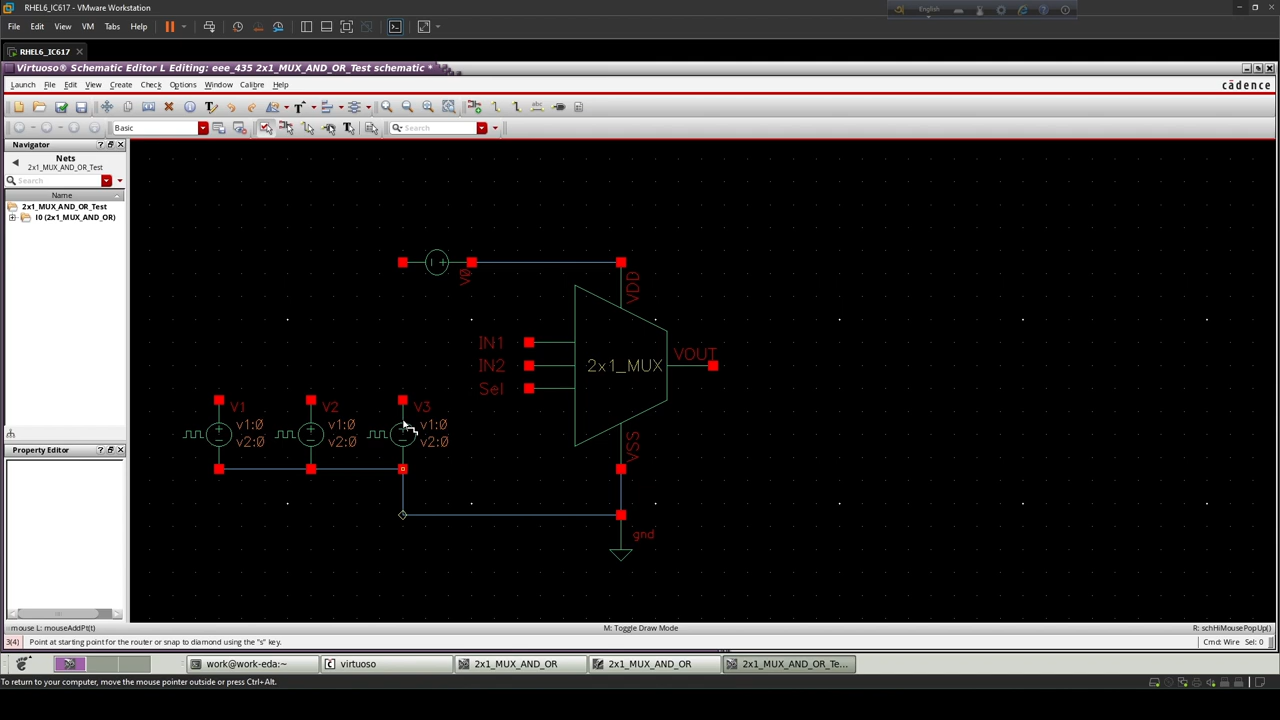 RHEL6_IC617 - VMware Workstation
English
File Edit View VM Tabs Help
RHEL6_IC617
Virtuoso® Schematic Editor L Editing: eee_435 2x1_MUX_AND_OR_Test schematic *
Launch File Edit View Create Check Options Window Calibre Help
cādence
Basic
Search
Navigator
Nets
2x1_MUX_AND_OR_Test
Search
Name
2x1_MUX_AND_OR_Test
I0 (2x1_MUX_AND_OR)
V0
VDD
IN1
IN2
Sel
2x1_MUX
VOUT
VSS
gnd
V1
v1:0
v2:0
V2
v1:0
v2:0
V3
v1:0
v2:0
Property Editor
mouse L: mouseAddPt(t)
M: Toggle Draw Mode
R: schHiMousePopUp()
3(4) Point at starting point for the router or snap to diamond using the "s" key.
Cmd: Wire Sel: 0
work@work-eda:~
virtuoso
2x1_MUX_AND_OR
2x1_MUX_AND_OR
2x1_MUX_AND_OR_Te...
To return to your computer, move the mouse pointer outside or press Ctrl+Alt.